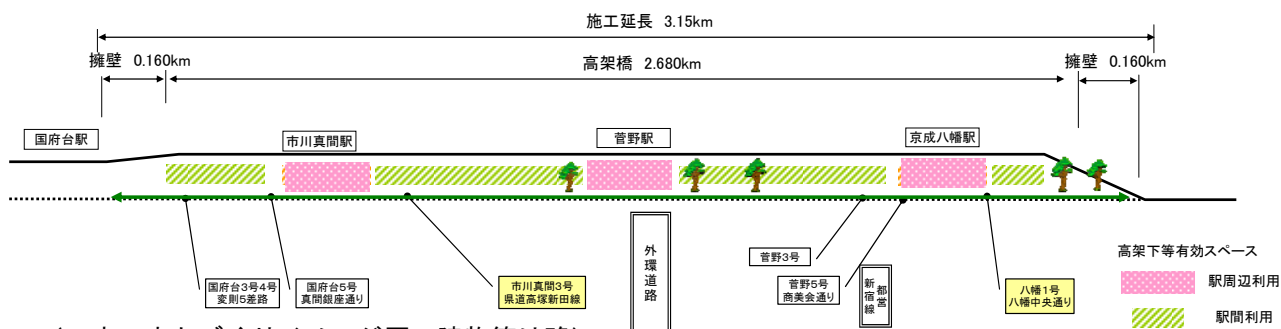 施工延長 3.15km
擁壁 0.160km
高架橋 2.680km
擁壁 0.160km
国府台駅
市川真間駅
菅野駅
京成八幡駅
国府台3号4号
変則5差路
国府台5号
真間銀座通り
市川真間3号
県道高塚新田線
外環道路
菅野3号
菅野5号
商美会通り
都営
新宿線
八幡1号
八幡中央通り
高架下等有効スペース
駅周辺利用
駅間利用